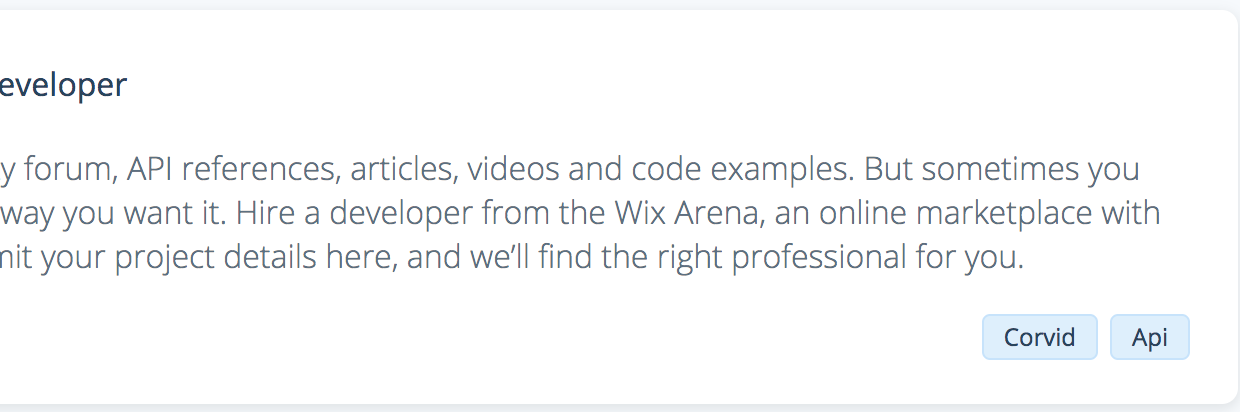 eveloper
y forum, API references, articles, videos and code examples. But sometimes you
way you want it. Hire a developer from the Wix Arena, an online marketplace with
mit your project details here, and we’ll find the right professional for you.
Corvid Api